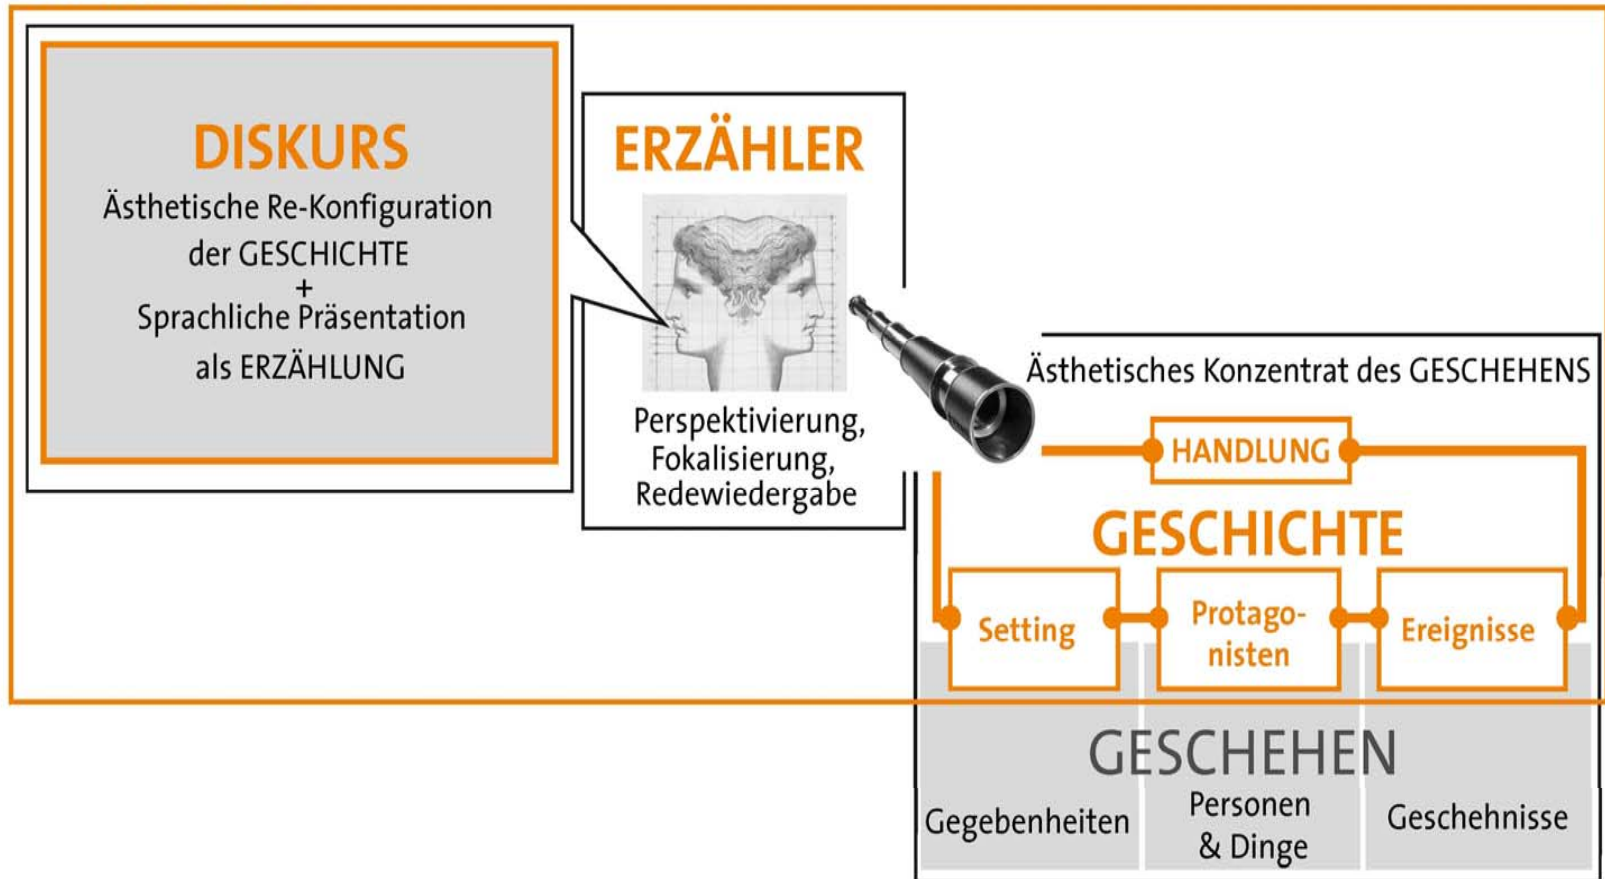 DISKURS
Ästhetische Re-Konfiguration
der GESCHICHTE
+
Sprachliche Präsentation
als ERZÄHLUNG
ERZÄHLER
Perspektivierung,
Fokalisierung,
Redewiedergabe
Ästhetisches Konzentrat des GESCHEHENS
HANDLUNG
GESCHICHTE
Setting
Protago-
nisten
Ereignisse
GESCHEHEN
Gegebenheiten
Personen
& Dinge
Geschehnisse